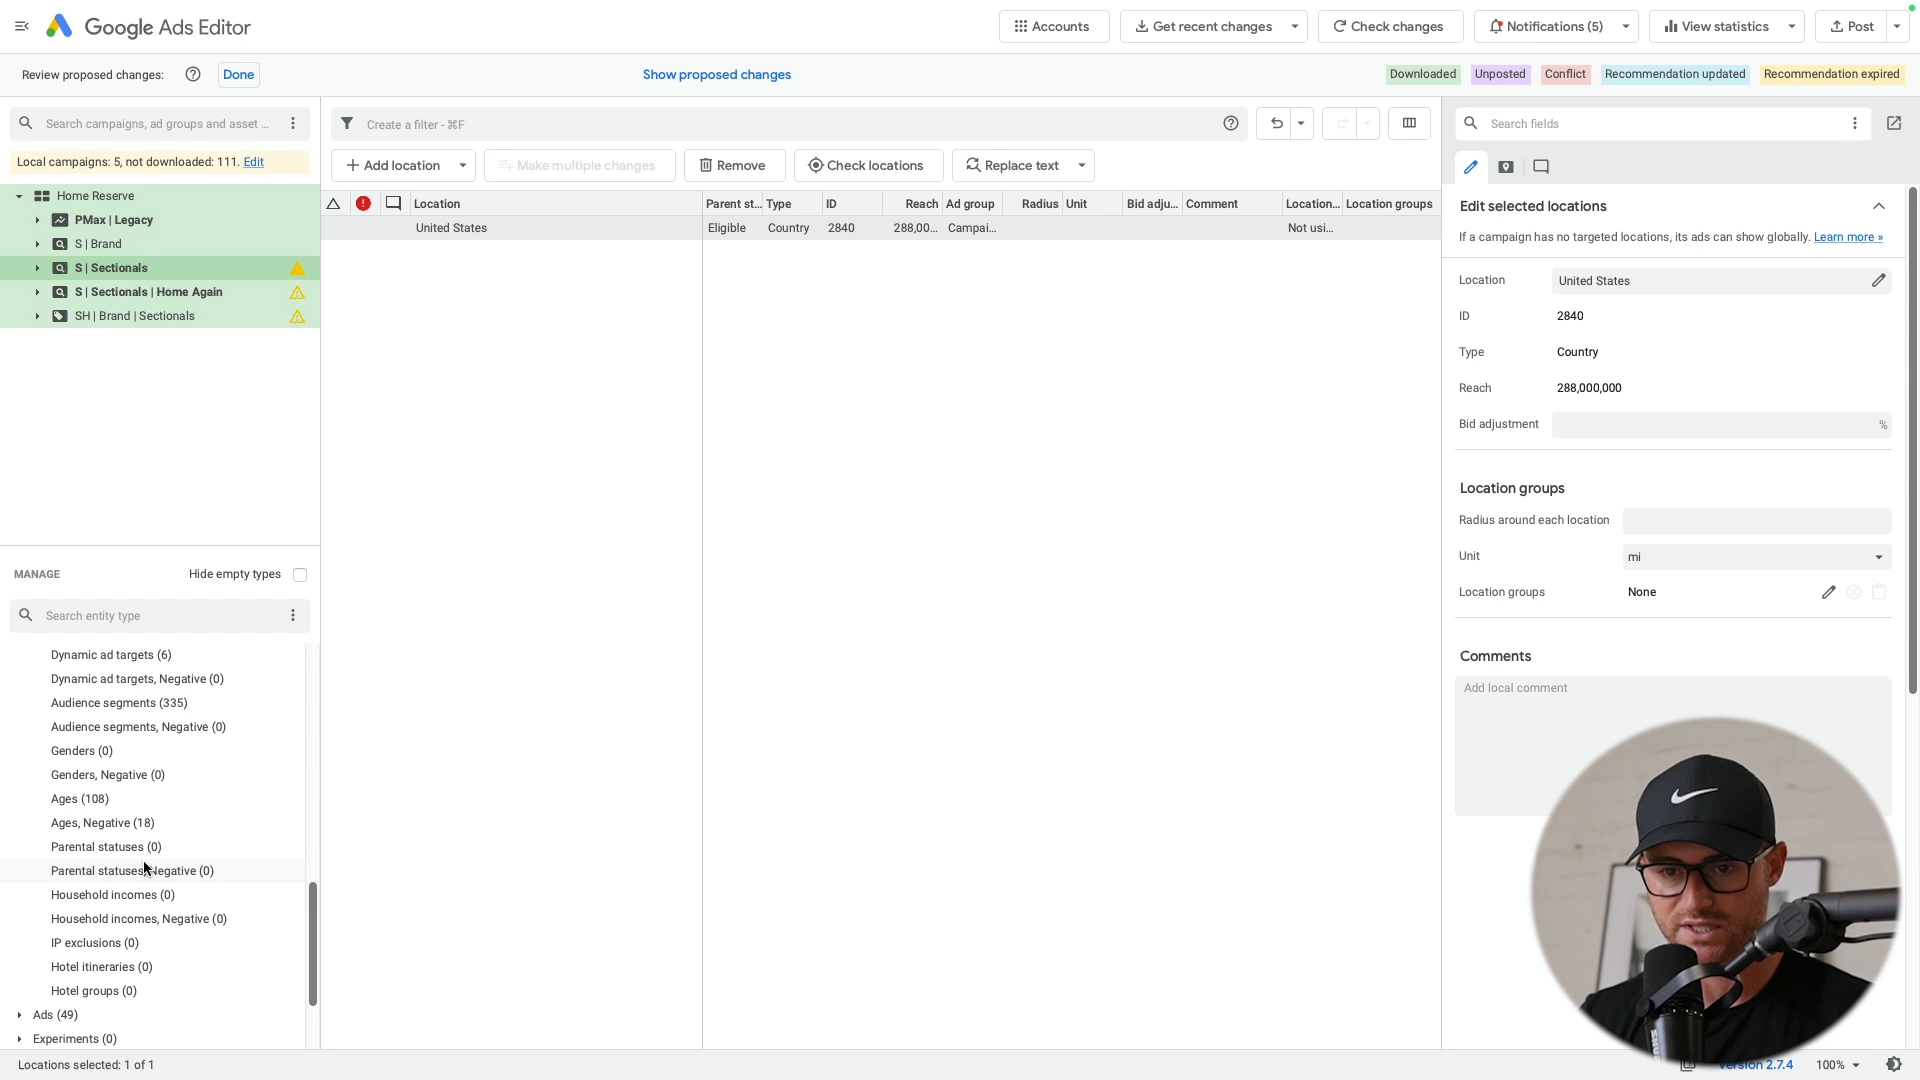 Google Ads Editor
Accounts
Get recent changes
Check changes
Notifications (5)
View statistics
Post
Review proposed changes:
Done
Show proposed changes
Downloaded
Unposted
Conflict
Recommendation updated
Recommendation expired
Search campaigns, ad groups and asset ...
Local campaigns: 5, not downloaded: 111. Edit
Home Reserve
PMax | Legacy
S | Brand
S | Sectionals
S | Sectionals | Home Again
SH | Brand | Sectionals
MANAGE
Hide empty types
Search entity type
Dynamic ad targets (6)
Dynamic ad targets, Negative (0)
Audience segments (335)
Audience segments, Negative (0)
Genders (0)
Genders, Negative (0)
Ages (108)
Ages, Negative (18)
Parental statuses (0)
Parental statuses, Negative (0)
Household incomes (0)
Household incomes, Negative (0)
IP exclusions (0)
Hotel itineraries (0)
Hotel groups (0)
Ads (49)
Experiments (0)
Locations selected: 1 of 1
Create a filter - ⌘F
Add location
Make multiple changes
Remove
Check locations
Replace text
Location Parent st... Type ID Reach Ad group Radius Unit Bid adju... Comment Location... Location groups
United States Eligible Country 2840 288,00... Campai... Not usi...
Search fields
Edit selected locations
If a campaign has no targeted locations, its ads can show globally. Learn more »
Location United States
ID 2840
Type Country
Reach 288,000,000
Bid adjustment %
Location groups
Radius around each location
Unit mi
Location groups None
Comments
Add local comment
Version 2.7.4
100%